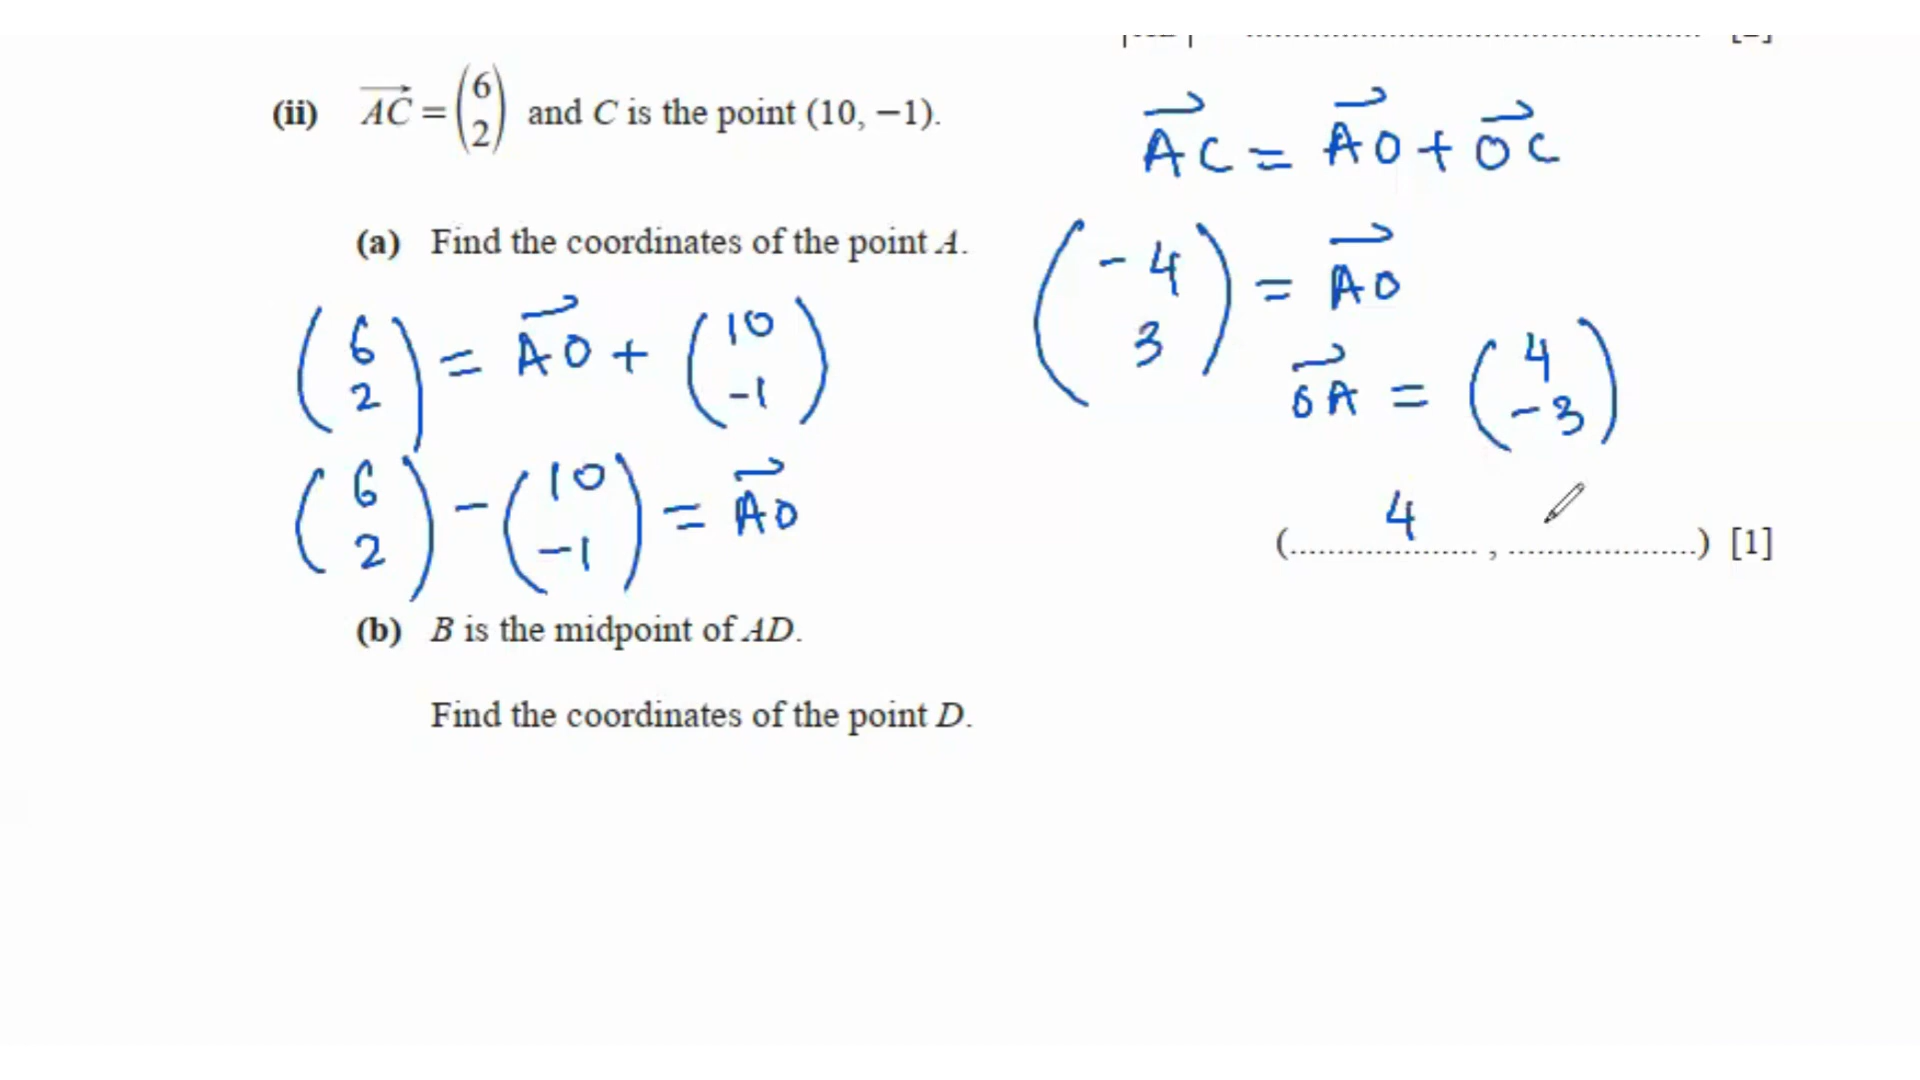 [1]
(ii) AC = (6 2) and C is the point (10, −1).
AC = AO + OC
(a) Find the coordinates of the point A.
(-4 3) = AO
(6 2) = AO + (10 -1)
OA = (4 -3)
(6 2) - (10 -1) = AO
(4 , ) [1]
(b) B is the midpoint of AD.
Find the coordinates of the point D.